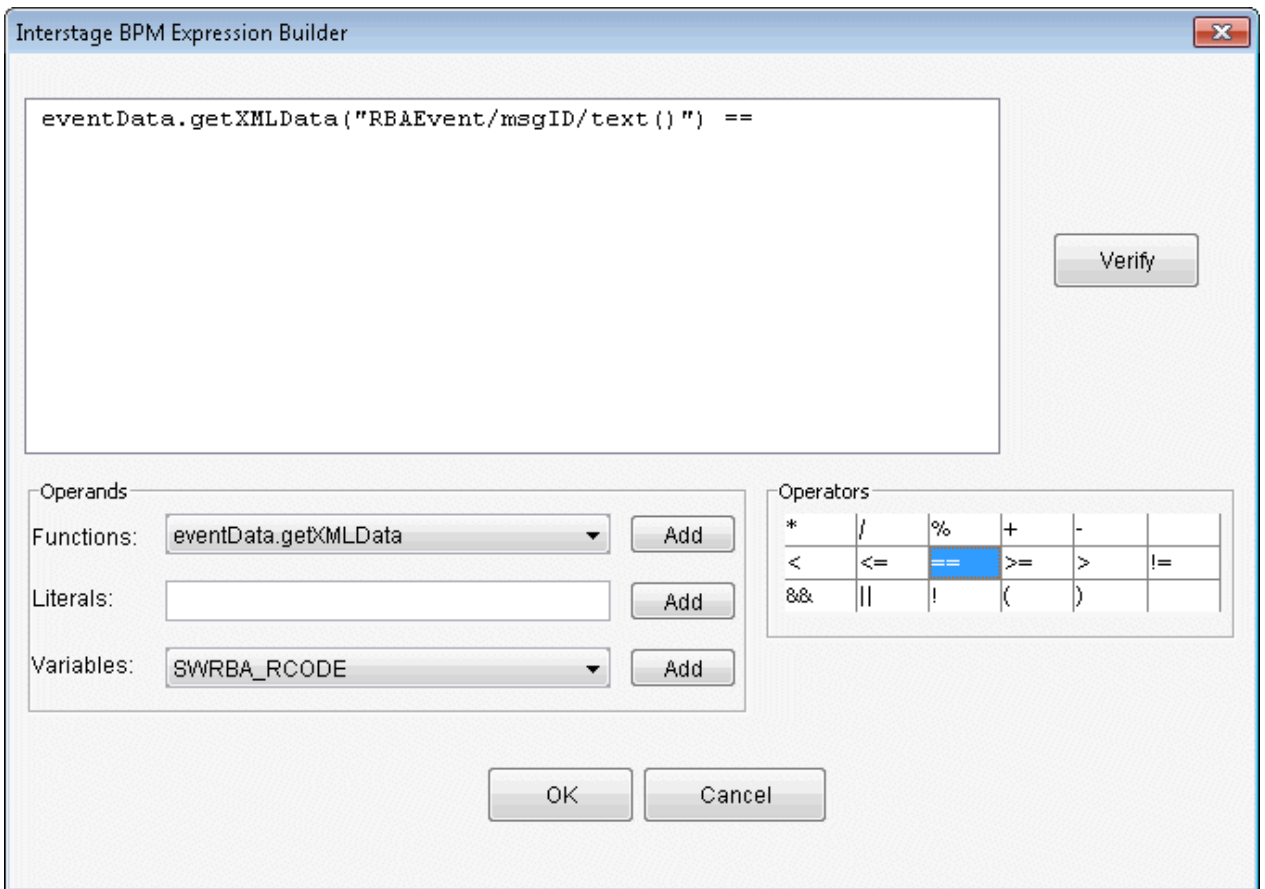 Interstage BPM Expression Builder
eventData.getXMLData("RBAEvent/msgID/text()") ==
Verify
Operands
Functions: eventData.getXMLData Add
Literals: Add
Variables: SWRBA_RCODE Add
Operators
* / % + -
< <= == >= > !=
&& || ! ( )
OK Cancel